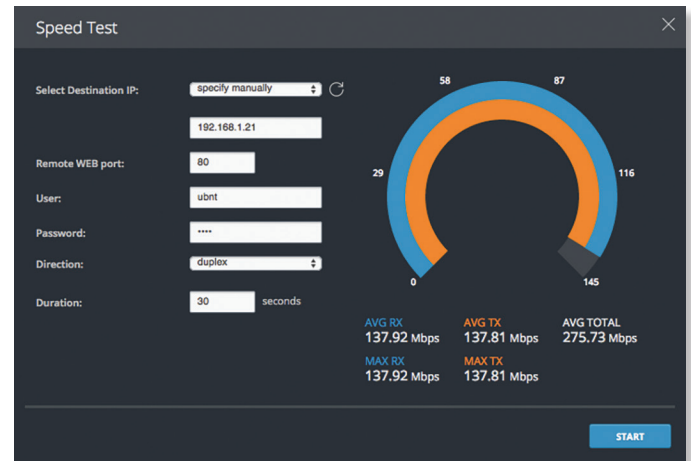 Speed Test
Select Destination IP: specify manually
192.168.1.21
Remote WEB port: 80
User: ubnt
Password: ••••
Direction: duplex
Duration: 30 seconds
58 87
29 116
0 145
AVG RX AVG TX AVG TOTAL
137.92 Mbps 137.81 Mbps 275.73 Mbps
MAX RX MAX TX
137.92 Mbps 137.81 Mbps
START